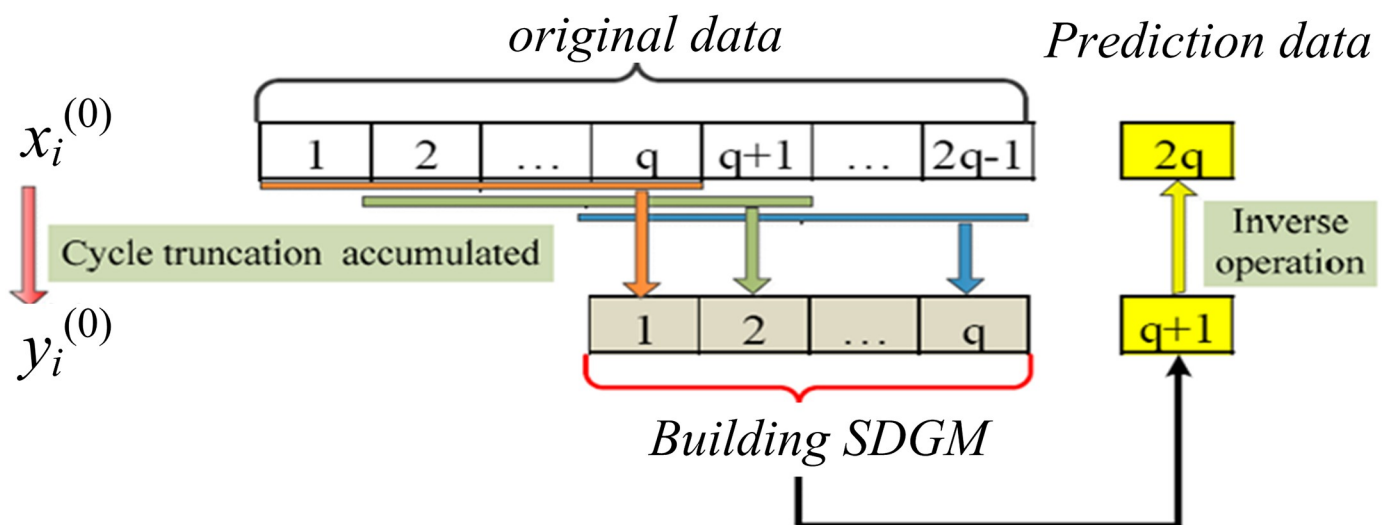 original data
Prediction data
x_i^(0)
1 2 … q q+1 … 2q-1
2q
Cycle truncation accumulated
Inverse
operation
y_i^(0)
1 2 … q
q+1
Building SDGM